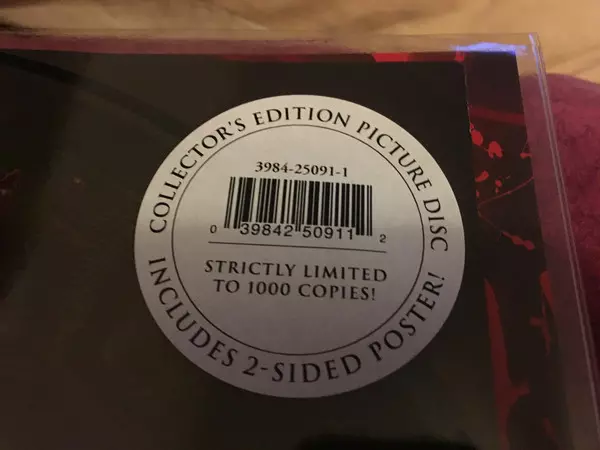 COLLECTOR'S EDITION PICTURE DISC
3984-25091-1
0 39842 50911 2
STRICTLY LIMITED
TO 1000 COPIES!
INCLUDES 2-SIDED POSTER!